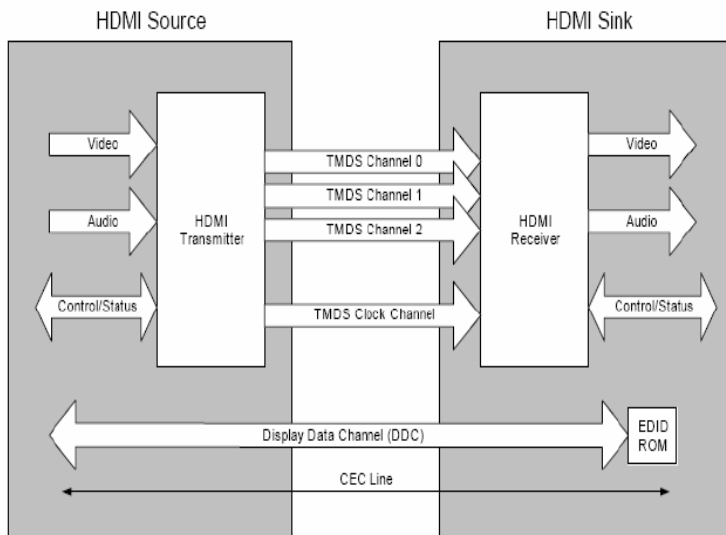 HDMI Source
HDMI Sink
Video
Audio
Control/Status
HDMI
Transmitter
TMDS Channel 0
TMDS Channel 1
TMDS Channel 2
TMDS Clock Channel
HDMI
Receiver
Video
Audio
Control/Status
Display Data Channel (DDC)
EDID
ROM
CEC Line